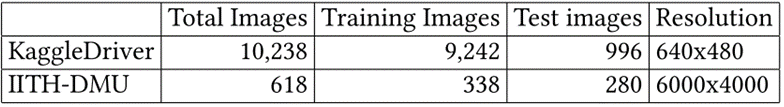 Total Images Training Images Test images Resolution
KaggleDriver 10,238 9,242 996 640x480
IITH-DMU 618 338 280 6000x4000